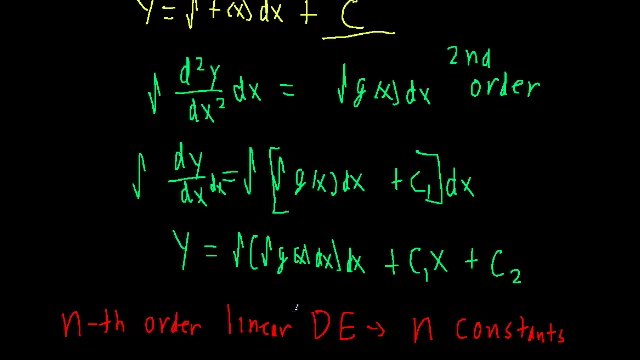 Y = ∫ f(x) dx + C
∫ d²y/dx² dx = ∫ g(x) dx 2nd order
∫ dy/dx dx = ∫ [∫ g(x) dx + C₁] dx
Y = ∫ (∫ g(x) dx) dx + C₁X + C₂
n-th order linear DE → n constants